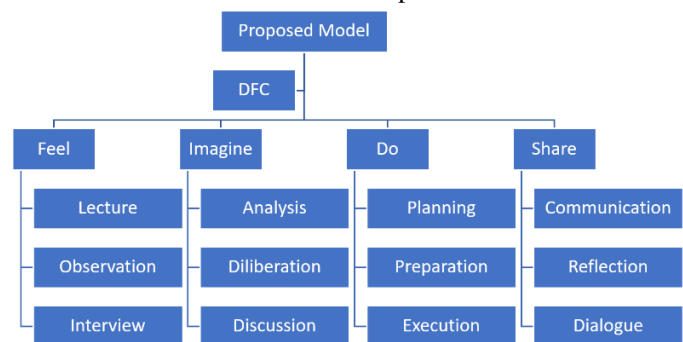 Proposed Model
DFC
Feel
Imagine
Do
Share
Lecture
Analysis
Planning
Communication
Observation
Diliberation
Preparation
Reflection
Interview
Discussion
Execution
Dialogue